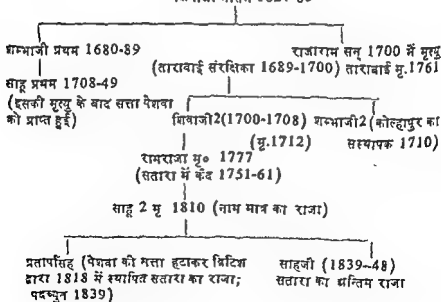 शम्भाजी प्रथम 1680-89
राजाराम सन् 1700 में मृत्यु
(ताराबाई संरक्षिका 1689-1700) ताराबाई मृ.1761
साहू प्रथम 1708-49
(इसकी मृत्यु के बाद सत्ता पेशवा
को प्राप्त हुई)
शिवाजी2(1700-1708)
शम्भाजी2 (कोल्हापुर का
(मृ.1712)
सस्थापक 1710)
रामराजा मृ० 1777
(सतारा में कैद 1751-61)
साहू 2 मृ 1810 (नाम मात्र का राजा)
प्रतापसिंह (पेशवा की सत्ता हटाकर ब्रिटिश
द्वारा 1818 में स्थापित सतारा का राजा;
पदच्युत 1839)
साहजी (1839-48)
सतारा का अन्तिम राजा